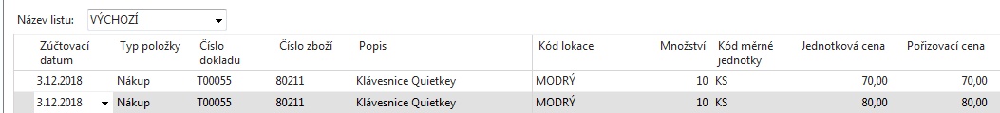 Název listu: VÝCHOZÍ
Zúčtovací datum Typ položky Číslo dokladu Číslo zboží Popis Kód lokace Množství Kód měrné jednotky Jednotková cena Pořizovací cena
3.12.2018 Nákup T00055 80211 Klávesnice Quietkey MODRÝ 10 KS 70,00 70,00
3.12.2018 Nákup T00055 80211 Klávesnice Quietkey MODRÝ 10 KS 80,00 80,00